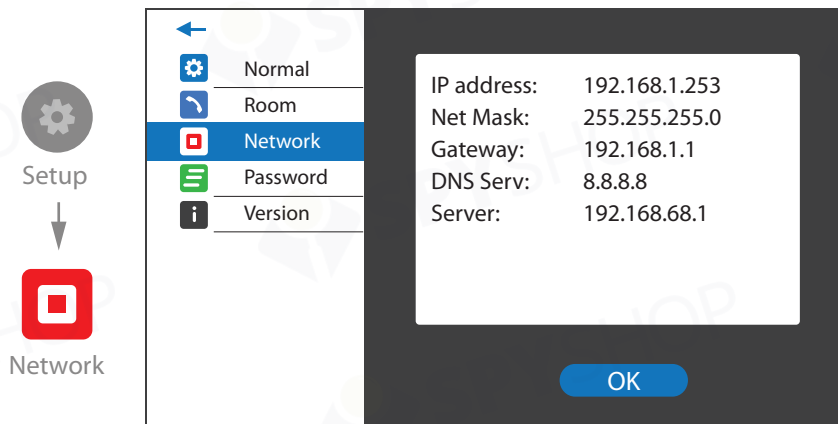 Setup
Network
Normal
Room
Network
Password
Version
IP address: 192.168.1.253
Net Mask: 255.255.255.0
Gateway: 192.168.1.1
DNS Serv: 8.8.8.8
Server: 192.168.68.1
OK
SPYSHOP